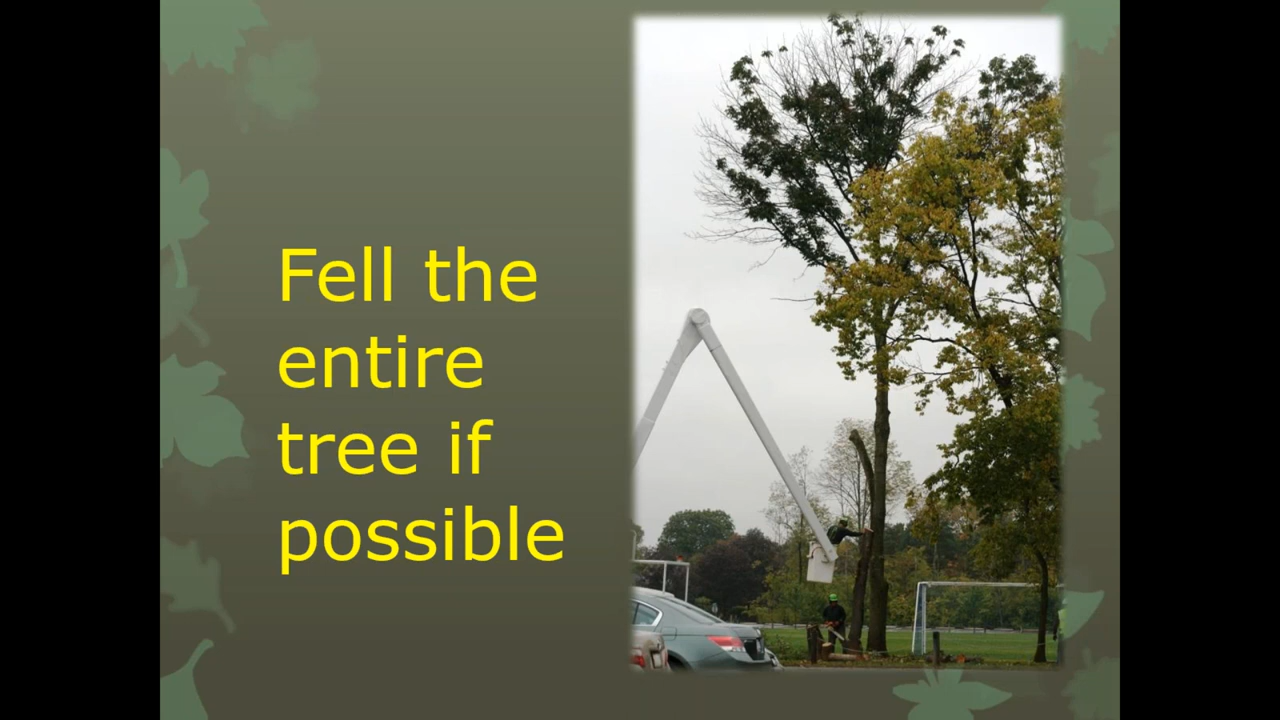 Fell the
entire
tree if
possible